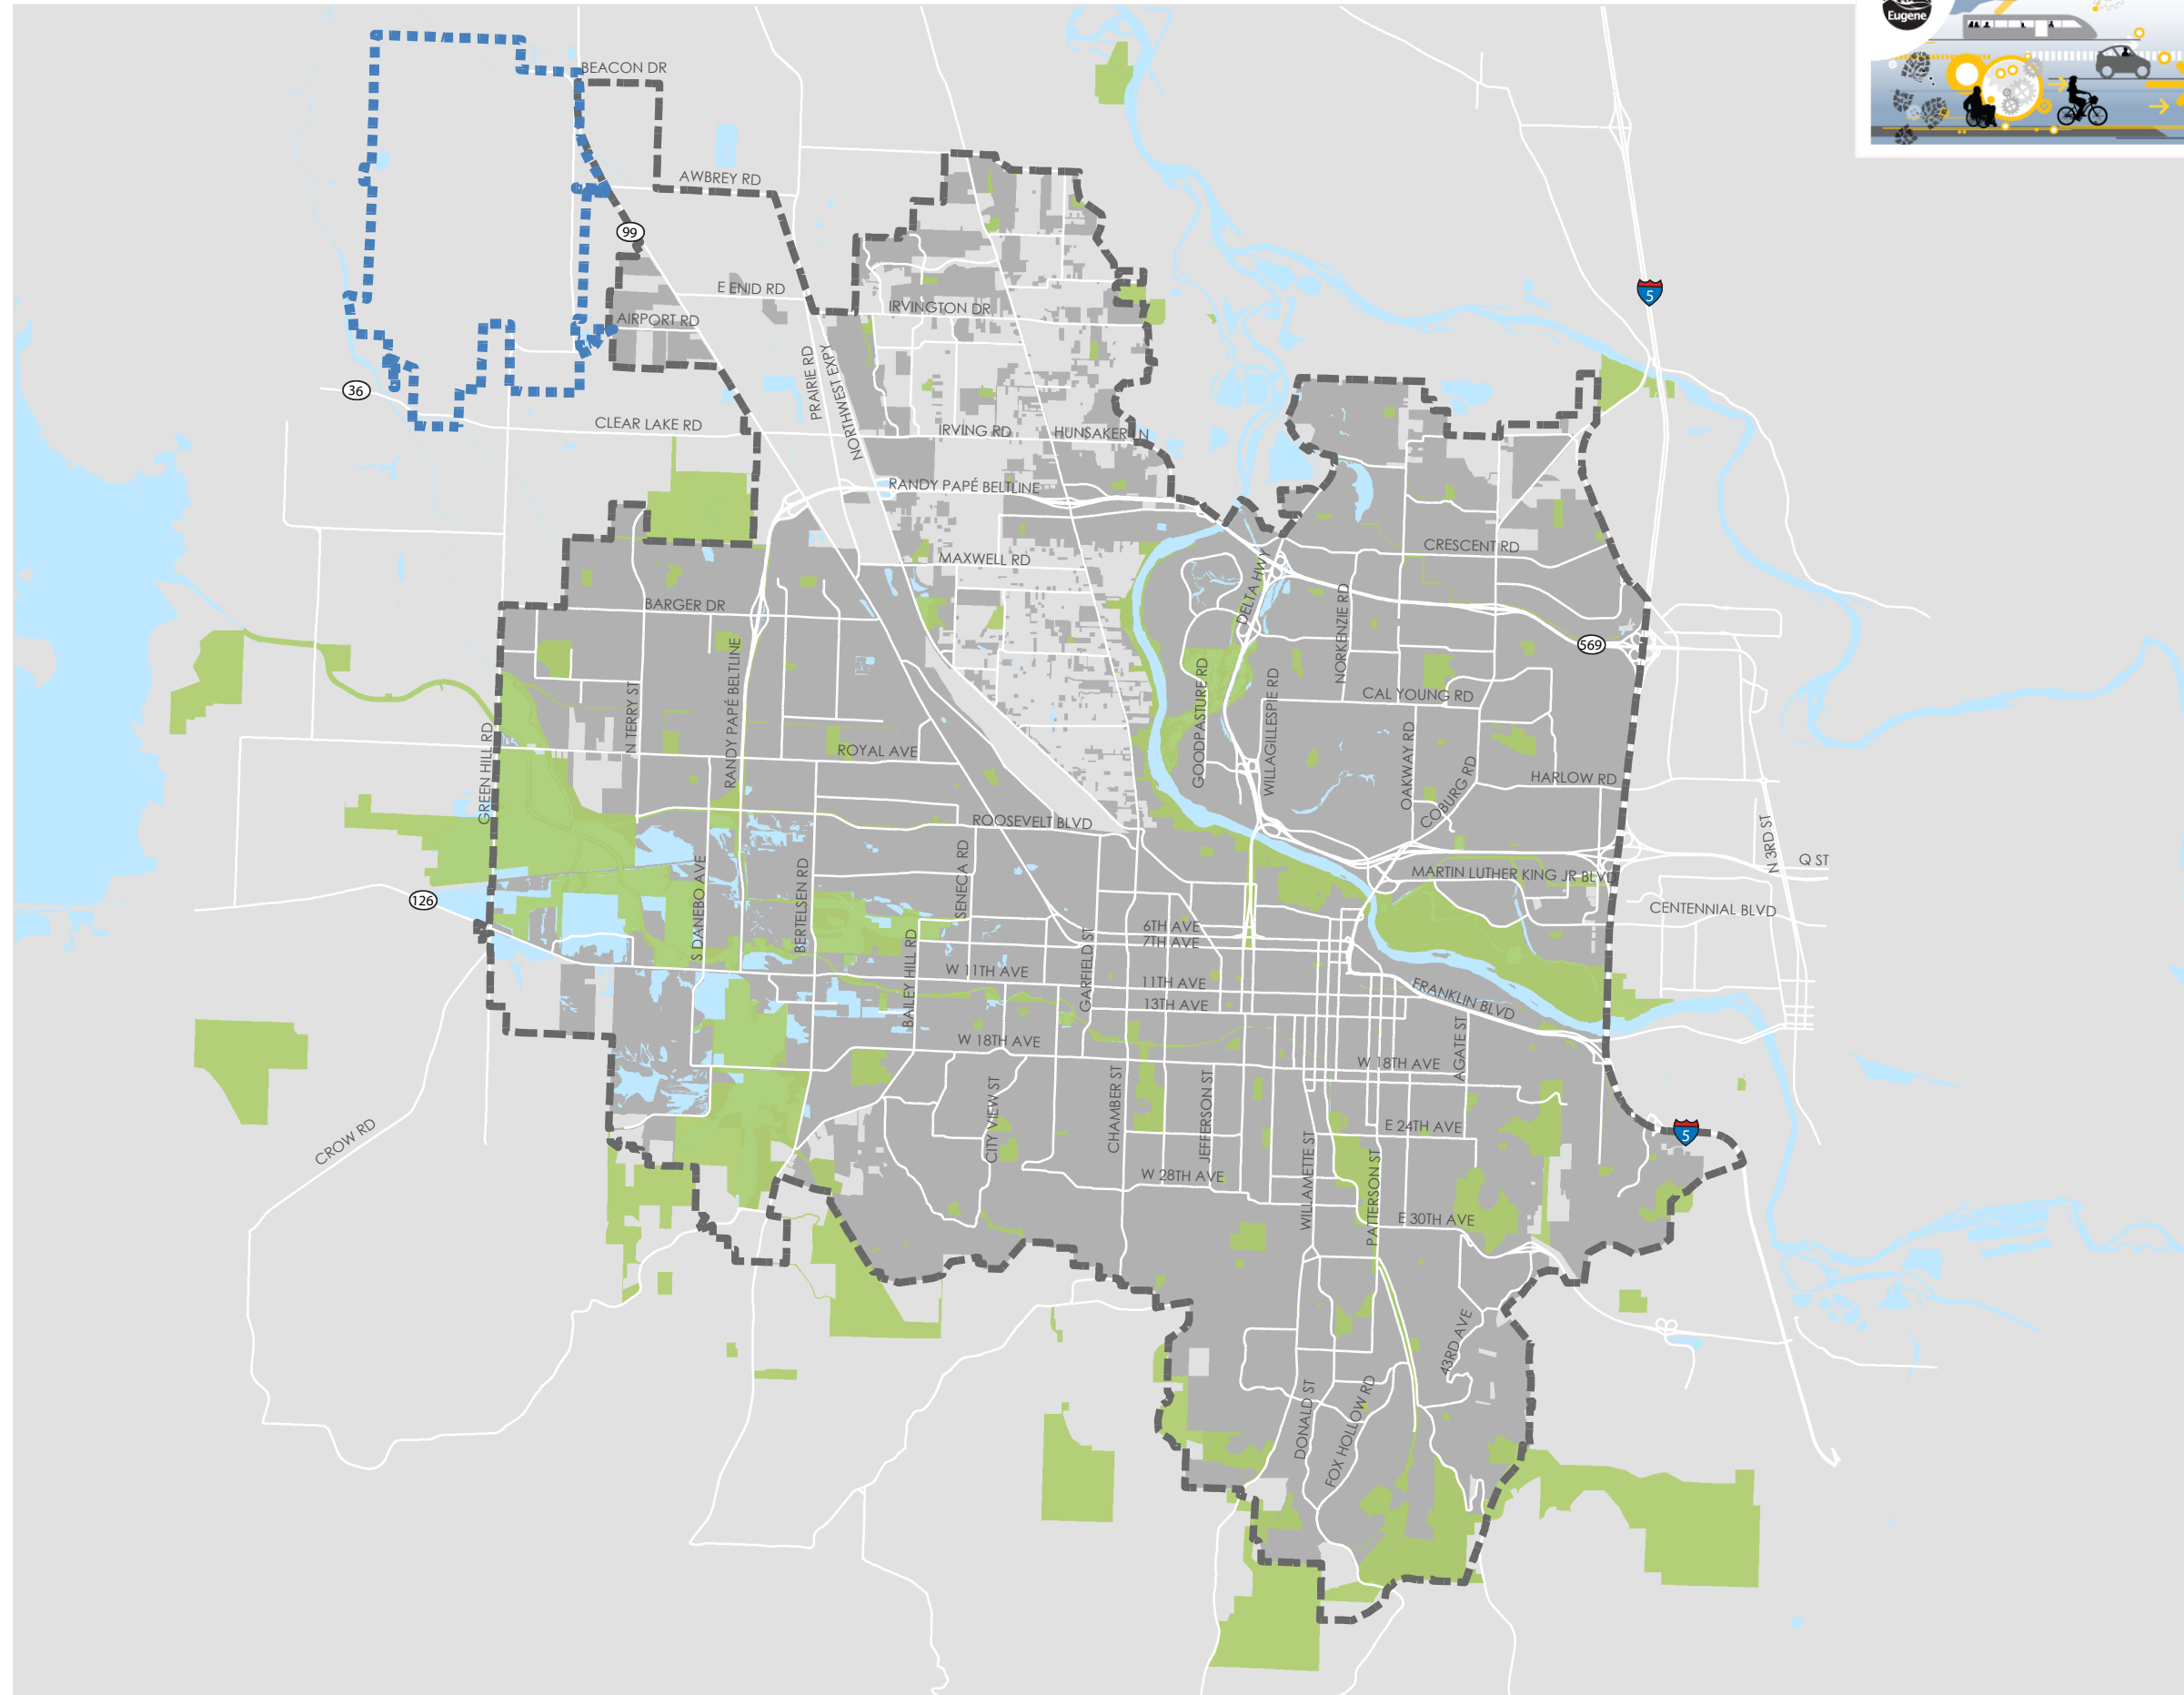 Eugene
BEACON DR
AWBREY RD
99
E ENID RD
IRVINGTON DR
AIRPORT RD
5
PRAIRIE RD
NORTHWEST EXPY
36
CLEAR LAKE RD
IRVING RD
HUNSAKER LN
RANDY PAPÉ BELTLINE
MAXWELL RD
CRESCENT RD
DELTA HWY
BARGER DR
NORKENZIE RD
569
RANDY PAPÉ BELTLINE
N TERRY ST
GOODPASTURE RD
WILLAGILLESPIE RD
CAL YOUNG RD
GREEN HILL RD
ROYAL AVE
OAKWAY RD
COBURG RD
HARLOW RD
ROOSEVELT BLVD
N 3RD ST
Q ST
S DANEBO AVE
BERTELSEN RD
SENECA RD
MARTIN LUTHER KING JR BLVD
126
CENTENNIAL BLVD
6TH AVE
7TH AVE
BAILEY HILL RD
GARFIELD ST
W 11TH AVE
11TH AVE
13TH AVE
FRANKLIN BLVD
W 18TH AVE
W 18TH AVE
AGATE ST
CROW RD
CITY VIEW ST
CHAMBER ST
JEFFERSON ST
E 24TH AVE
5
WILLAMETTE ST
PATTERSON ST
W 28TH AVE
E 30TH AVE
43RD AVE
DONALD ST
FOX HOLLOW RD